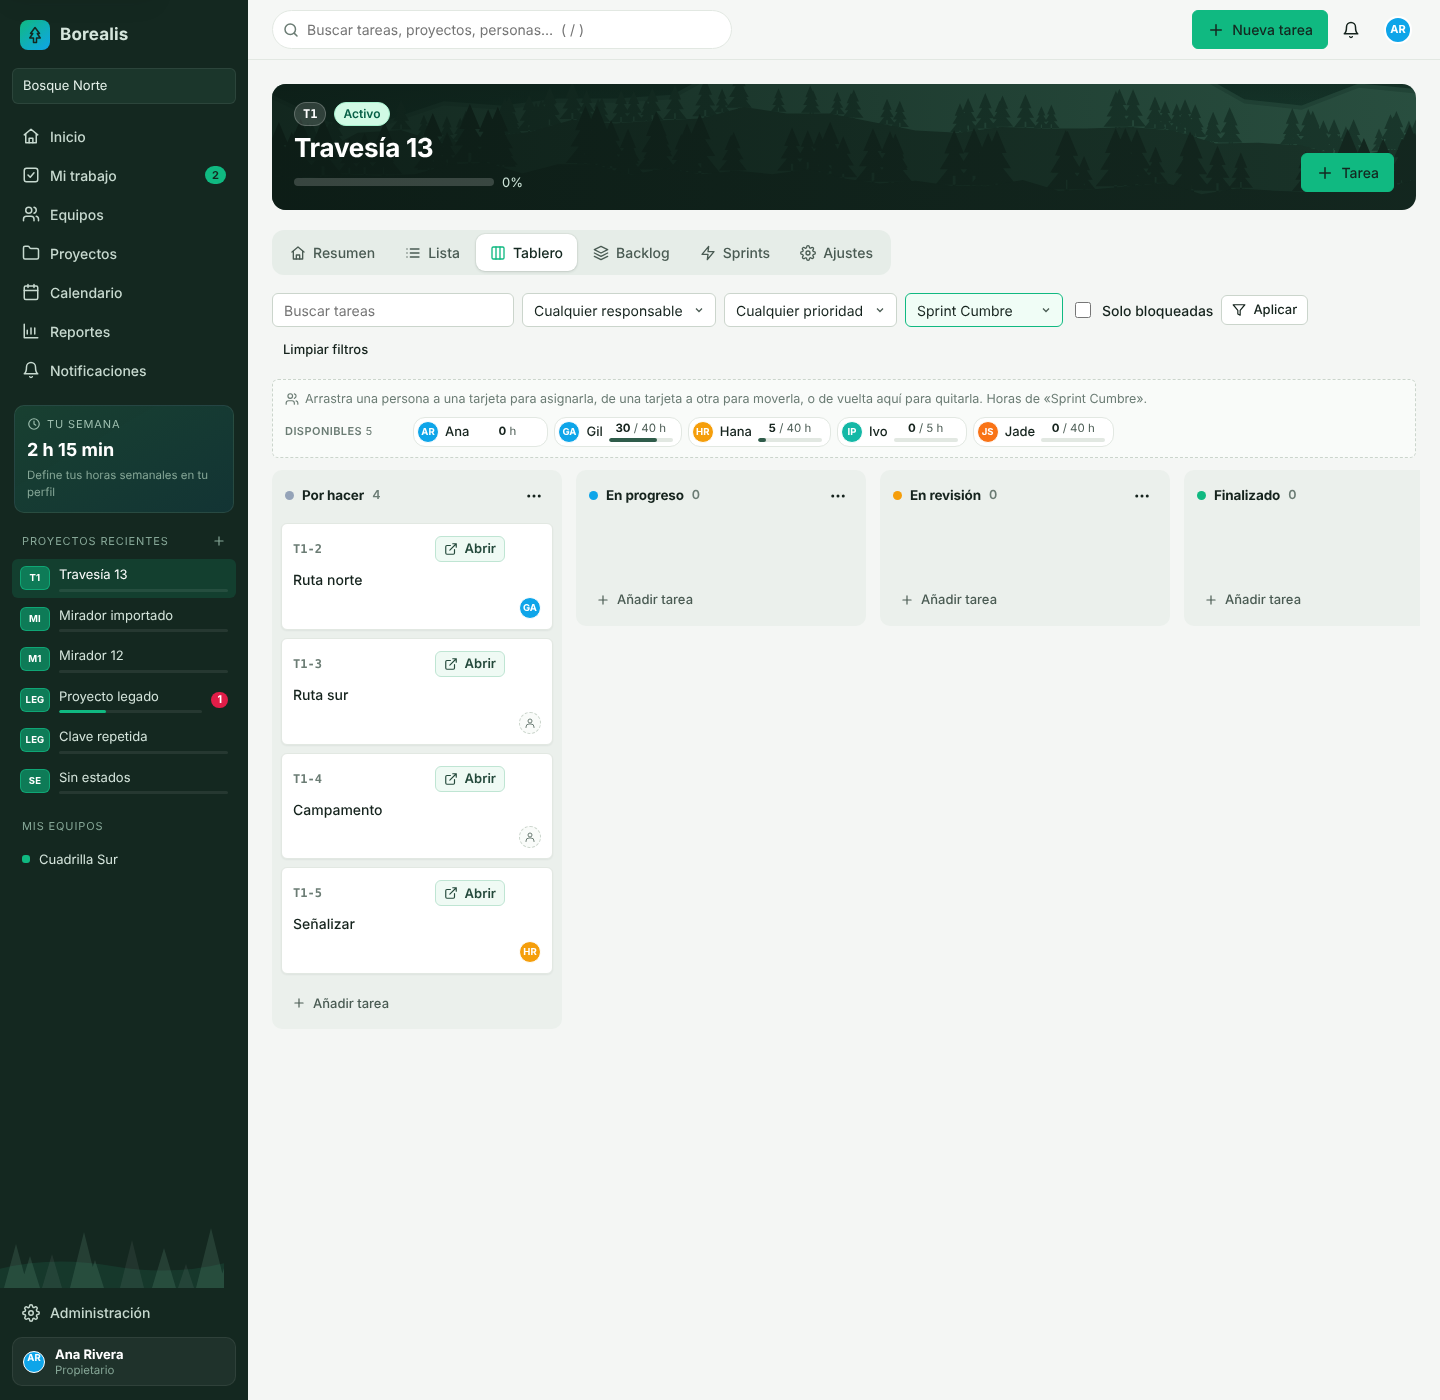 Borealis
Bosque Norte
Inicio
Mi trabajo 2
Equipos
Proyectos
Calendario
Reportes
Notificaciones
TU SEMANA
2 h 15 min
Define tus horas semanales en tu
perfil
PROYECTOS RECIENTES
T1 Travesía 13
MI Mirador importado
M1 Mirador 12
LEG Proyecto legado 1
LEG Clave repetida
SE Sin estados
MIS EQUIPOS
Cuadrilla Sur
Administración
AR Ana Rivera
Propietario
Buscar tareas, proyectos, personas... ( / )
Nueva tarea
AR
T1 Activo
Travesía 13
0%
Tarea
Resumen Lista Tablero Backlog Sprints Ajustes
Buscar tareas Cualquier responsable Cualquier prioridad Sprint Cumbre Solo bloqueadas Aplicar
Limpiar filtros
Arrastra una persona a una tarjeta para asignarla, de una tarjeta a otra para moverla, o de vuelta aquí para quitarla. Horas de «Sprint Cumbre».
DISPONIBLES 5 AR Ana 0 h GA Gil 30 / 40 h HR Hana 5 / 40 h IP Ivo 0 / 5 h JS Jade 0 / 40 h
Por hacer 4
T1-2 Abrir
Ruta norte
GA
T1-3 Abrir
Ruta sur
T1-4 Abrir
Campamento
T1-5 Abrir
Señalizar
HR
Añadir tarea
En progreso 0
Añadir tarea
En revisión 0
Añadir tarea
Finalizado 0
Añadir tarea